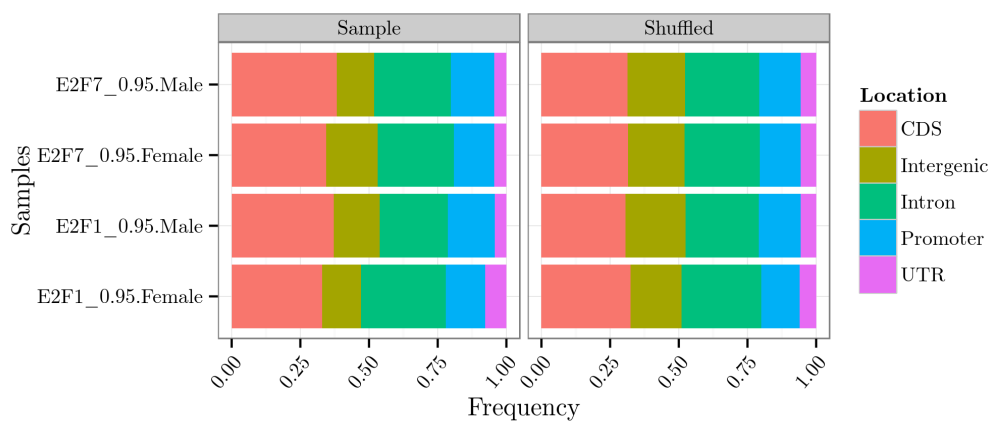 Sample
Shuffled
Samples
E2F7_0.95.Male
E2F7_0.95.Female
E2F1_0.95.Male
E2F1_0.95.Female
0.00 0.25 0.50 0.75 1.00
0.00 0.25 0.50 0.75 1.00
Frequency
Location
CDS
Intergenic
Intron
Promoter
UTR